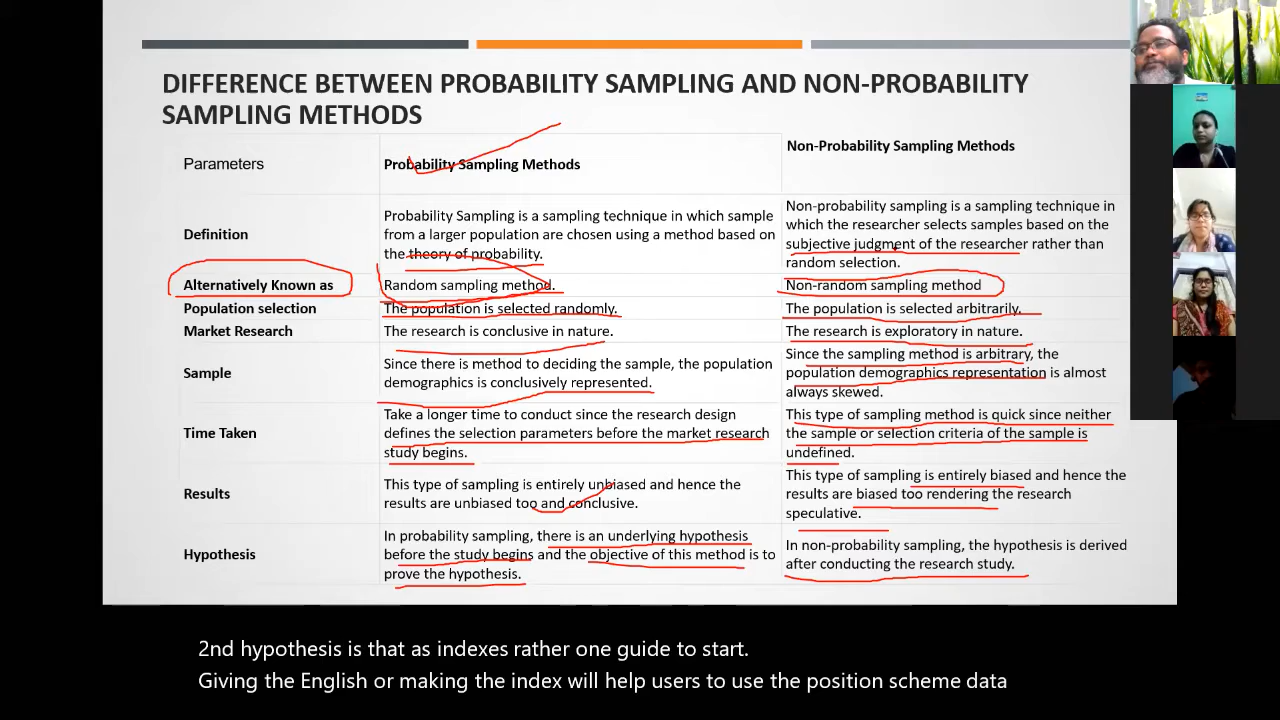 DIFFERENCE BETWEEN PROBABILITY SAMPLING AND NON-PROBABILITY
SAMPLING METHODS
Parameters
Probability Sampling Methods
Non-Probability Sampling Methods
Definition
Probability Sampling is a sampling technique in which sample
from a larger population are chosen using a method based on
the theory of probability.
Non-probability sampling is a sampling technique in
which the researcher selects samples based on the
subjective judgment of the researcher rather than
random selection.
Alternatively Known as
Random sampling method.
Non-random sampling method
Population selection
The population is selected randomly.
The population is selected arbitrarily.
Market Research
The research is conclusive in nature.
The research is exploratory in nature.
Sample
Since there is method to deciding the sample, the population
demographics is conclusively represented.
Since the sampling method is arbitrary, the
population demographics representation is almost
always skewed.
Time Taken
Take a longer time to conduct since the research design
defines the selection parameters before the market research
study begins.
This type of sampling method is quick since neither
the sample or selection criteria of the sample is
undefined.
Results
This type of sampling is entirely unbiased and hence the
results are unbiased too and conclusive.
This type of sampling is entirely biased and hence the
results are biased too rendering the research
speculative.
Hypothesis
In probability sampling, there is an underlying hypothesis
before the study begins and the objective of this method is to
prove the hypothesis.
In non-probability sampling, the hypothesis is derived
after conducting the research study.
2nd hypothesis is that as indexes rather one guide to start.
Giving the English or making the index will help users to use the position scheme data